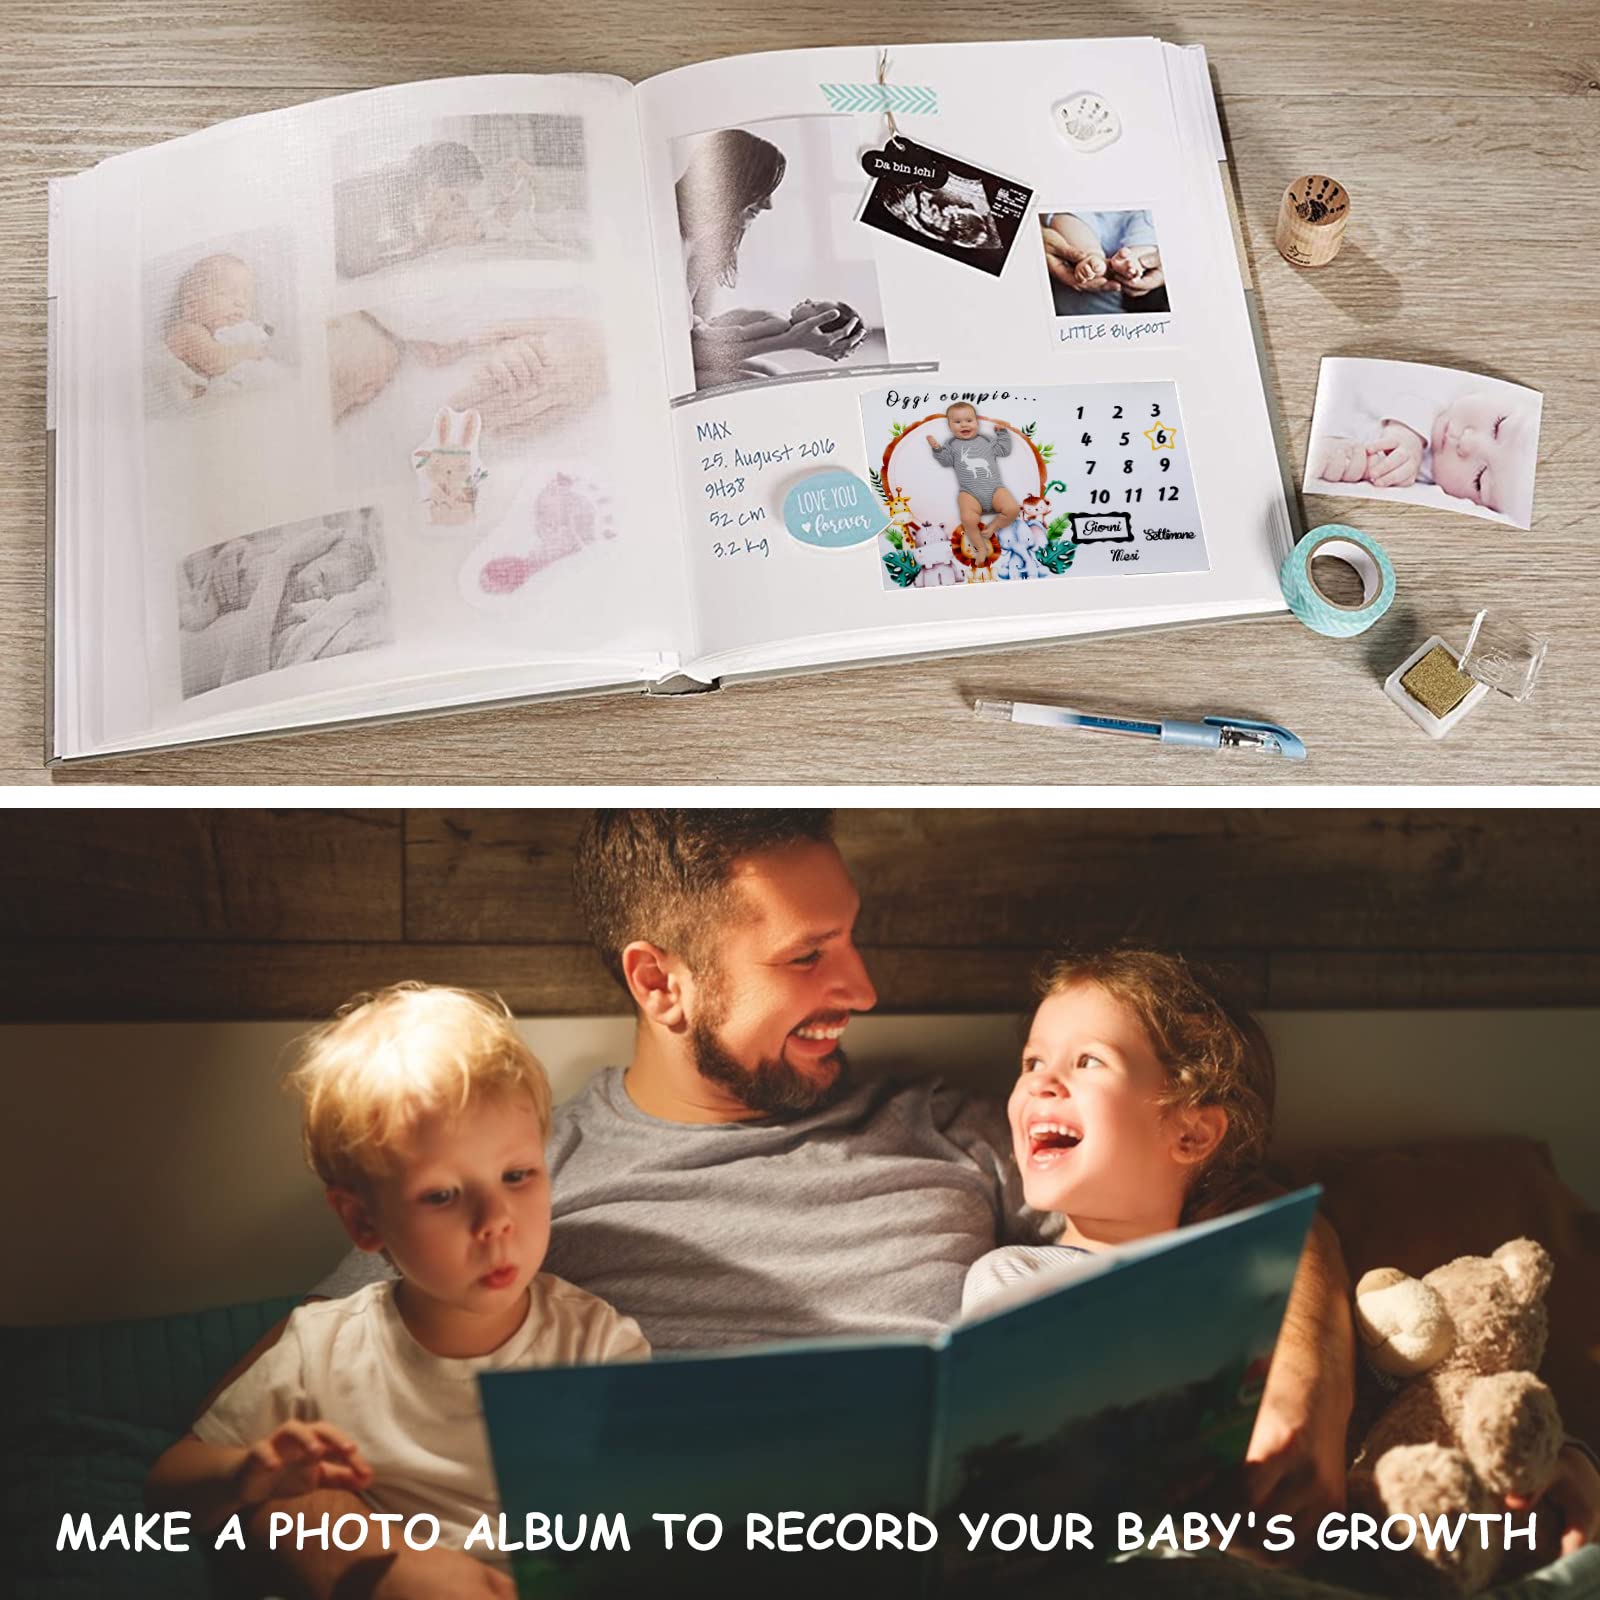 Da bin ich!
LITTLE BIGFOOT
MAX
25. August 2016
9H38
52 cm
3.2 kg
LOVE YOU
forever
Oggi compio...
1 2 3
4 5 6
7 8 9
10 11 12
Giorni
Settimane
Mesi
MAKE A PHOTO ALBUM TO RECORD YOUR BABY'S GROWTH